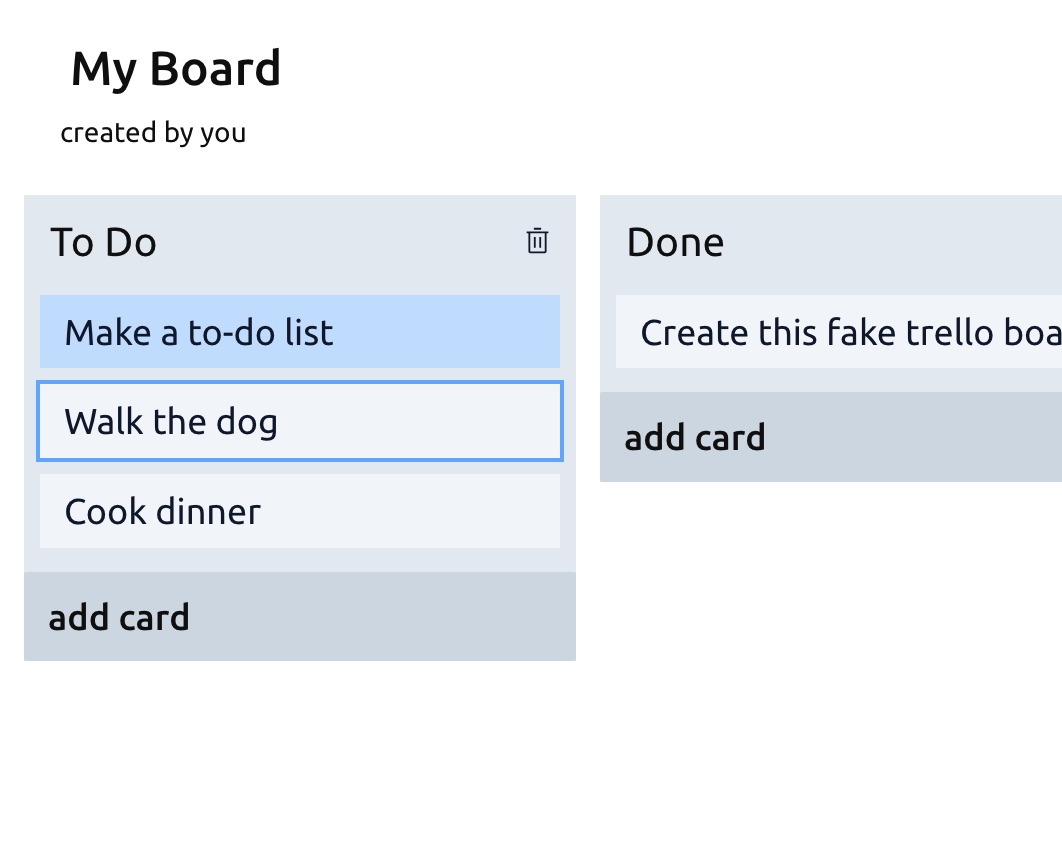 My Board
created by you
To Do
Make a to-do list
Walk the dog
Cook dinner
add card
Done
Create this fake trello boa
add card